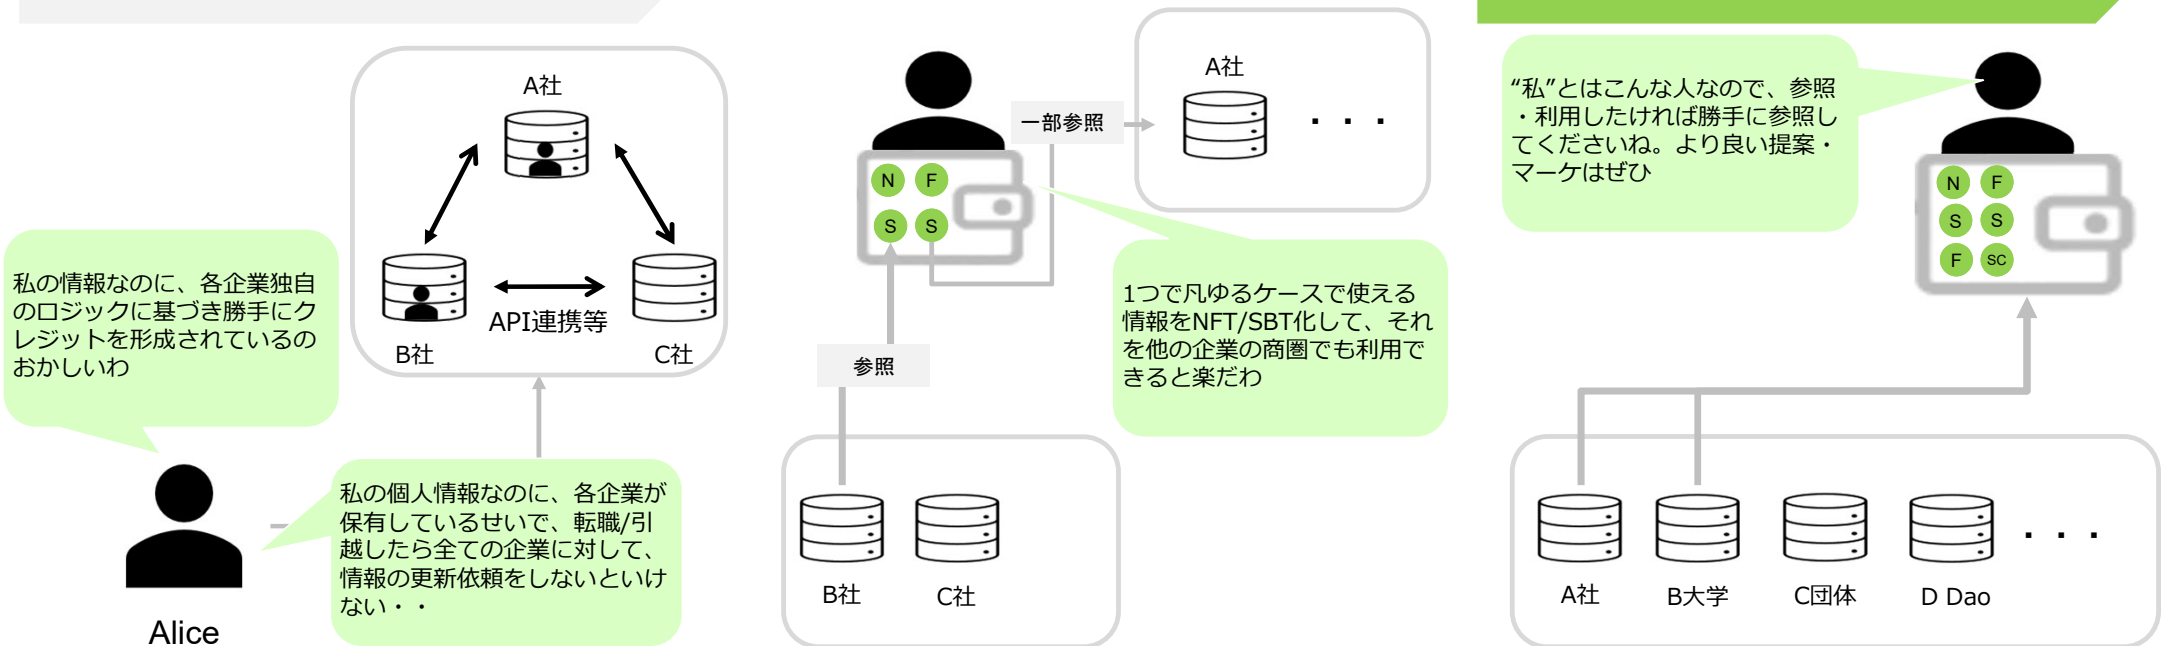 A社
B社
C社
API連携等
私の情報なのに、各企業独自
のロジックに基づき勝手にク
レジットを形成されているの
おかしいわ
私の個人情報なのに、各企業が
保有しているせいで、転職/引
越したら全ての企業に対して、
情報の更新依頼をしないといけ
ない・・
Alice
N F
S S
一部参照
A社
・・・
1つで凡ゆるケースで使える
情報をNFT/SBT化して、それ
を他の企業の商圏でも利用で
きると楽だわ
参照
B社
C社
“私”とはこんな人なので、参照
・利用したければ勝手に参照し
てくださいね。より良い提案・
マーケはぜひ
N F
S S
F SC
A社
B大学
C団体
D Dao
・・・